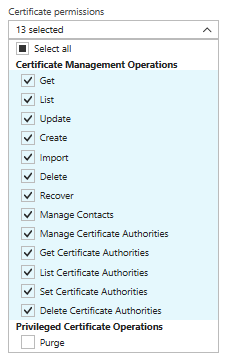 Certificate permissions
13 selected
Select all
Certificate Management Operations
Get
List
Update
Create
Import
Delete
Recover
Manage Contacts
Manage Certificate Authorities
Get Certificate Authorities
List Certificate Authorities
Set Certificate Authorities
Delete Certificate Authorities
Privileged Certificate Operations
Purge